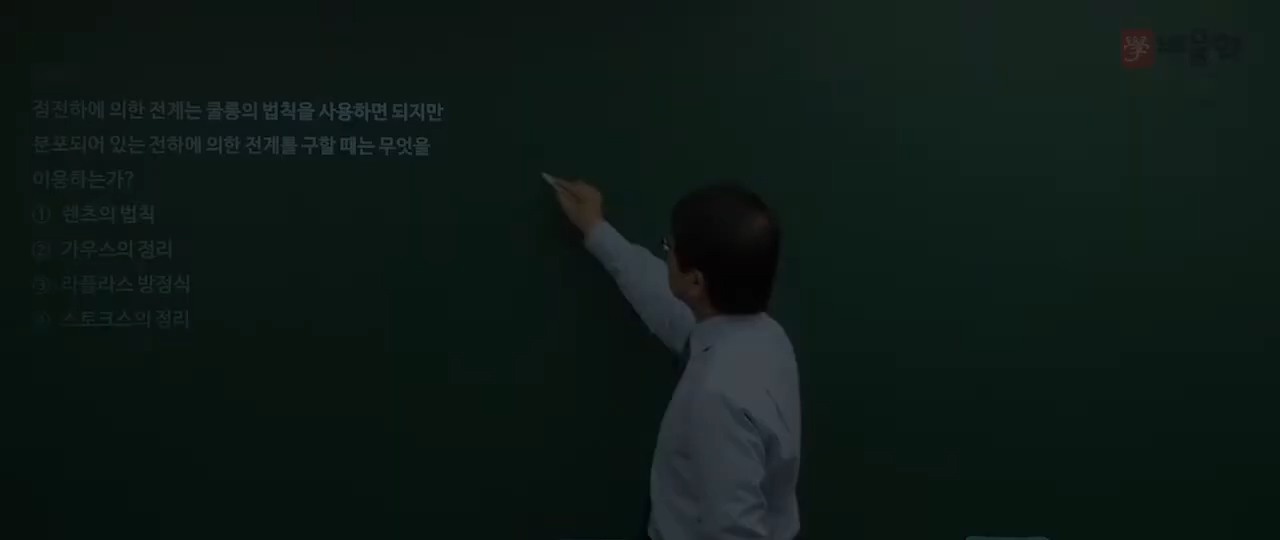 점전하에 의한 전계는 쿨롱의 법칙을 사용하면 되지만
분포되어 있는 전하에 의한 전계를 구할 때는 무엇을
이용하는가?
① 렌츠의 법칙
② 가우스의 정리
③ 라플라스 방정식
④ 스토크스의 정리
學